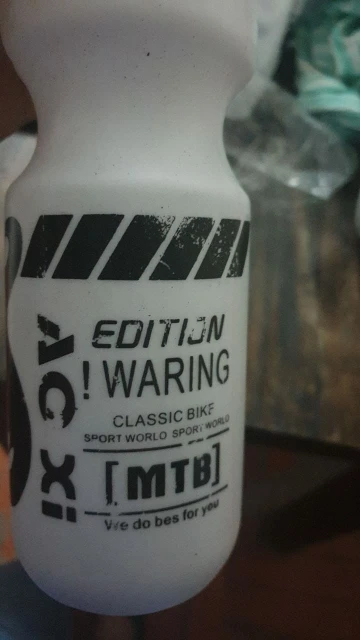 EDITION
! WARING
CLASSIC BIKE
SPORT WORLD SPORT WORLD
[MTB]
We do bes for you